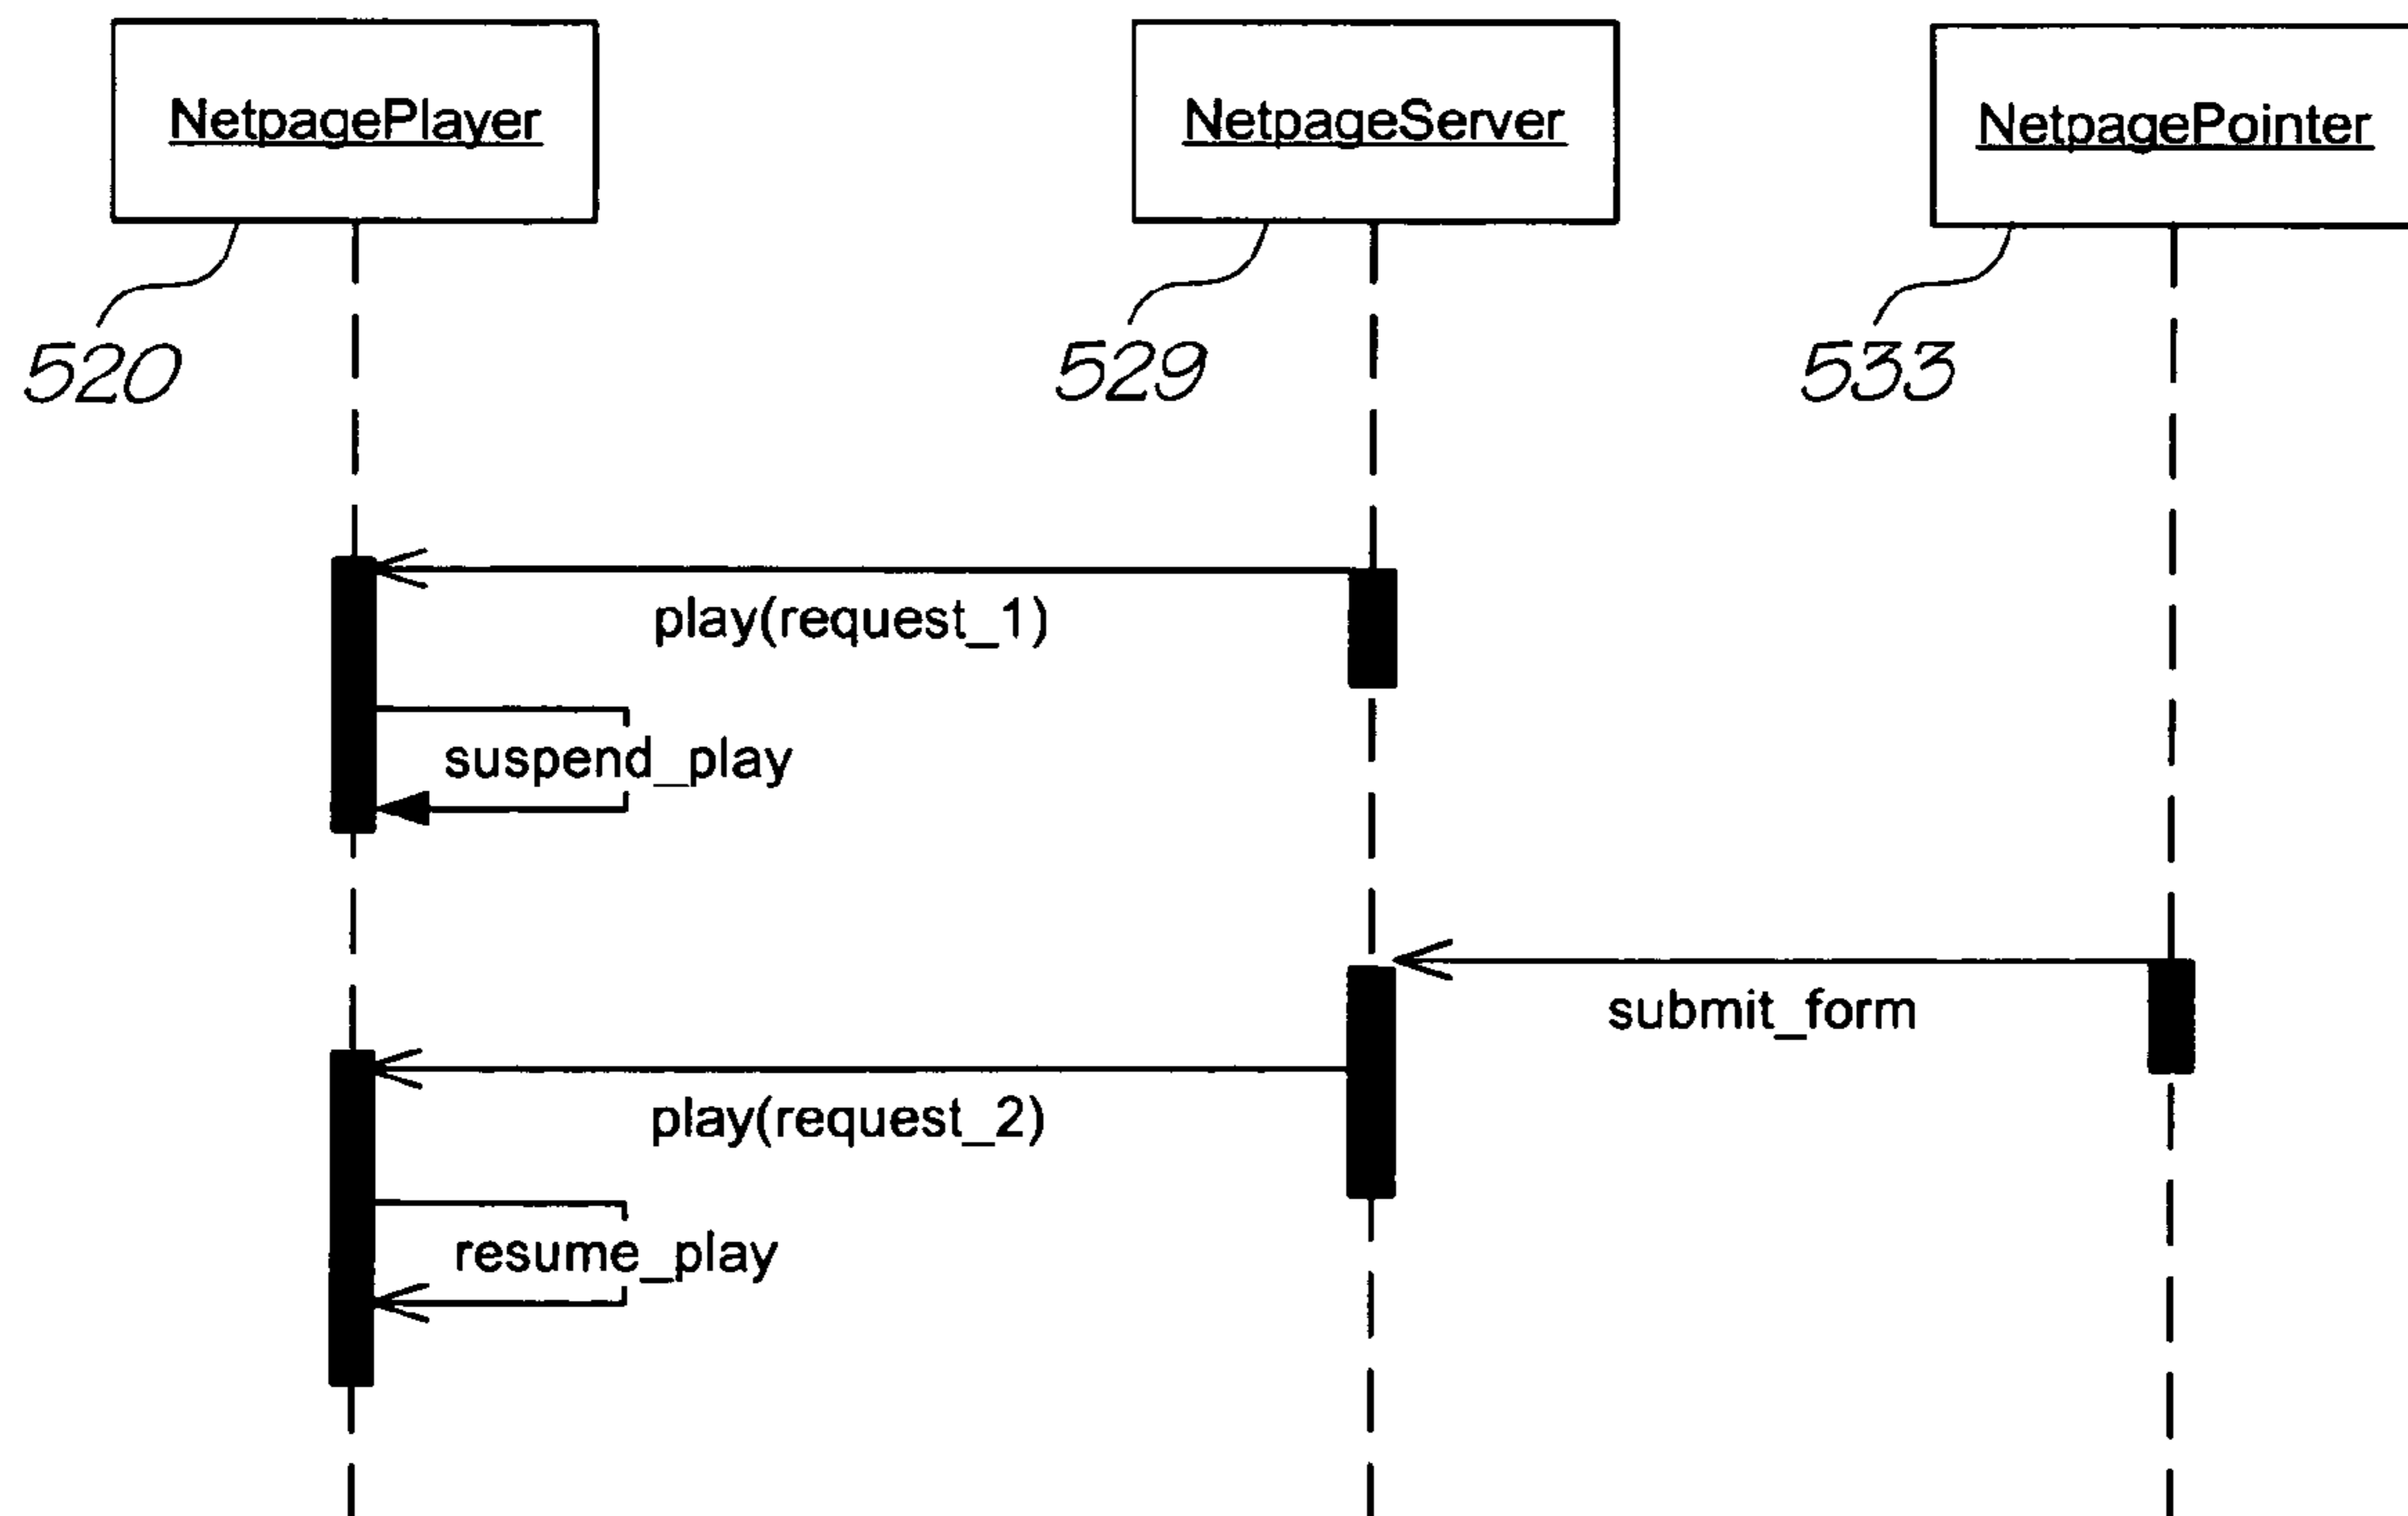 NetpagePlayer
NetpageServer
NetpagePointer
520
529
533
play(request_1)
suspend_play
submit_form
play(request_2)
resume_play